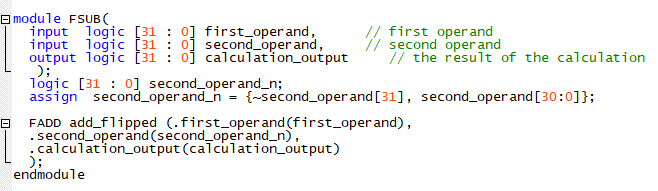 module FSUB(
input logic [31 : 0] first_operand, // first operand
input logic [31 : 0] second_operand, // second operand
output logic [31 : 0] calculation_output // the result of the calculation
);
logic [31 : 0] second_operand_n;
assign second_operand_n = {~second_operand[31], second_operand[30:0]};
FADD add_flipped (.first_operand(first_operand),
.second_operand(second_operand_n),
.calculation_output(calculation_output)
);
endmodule